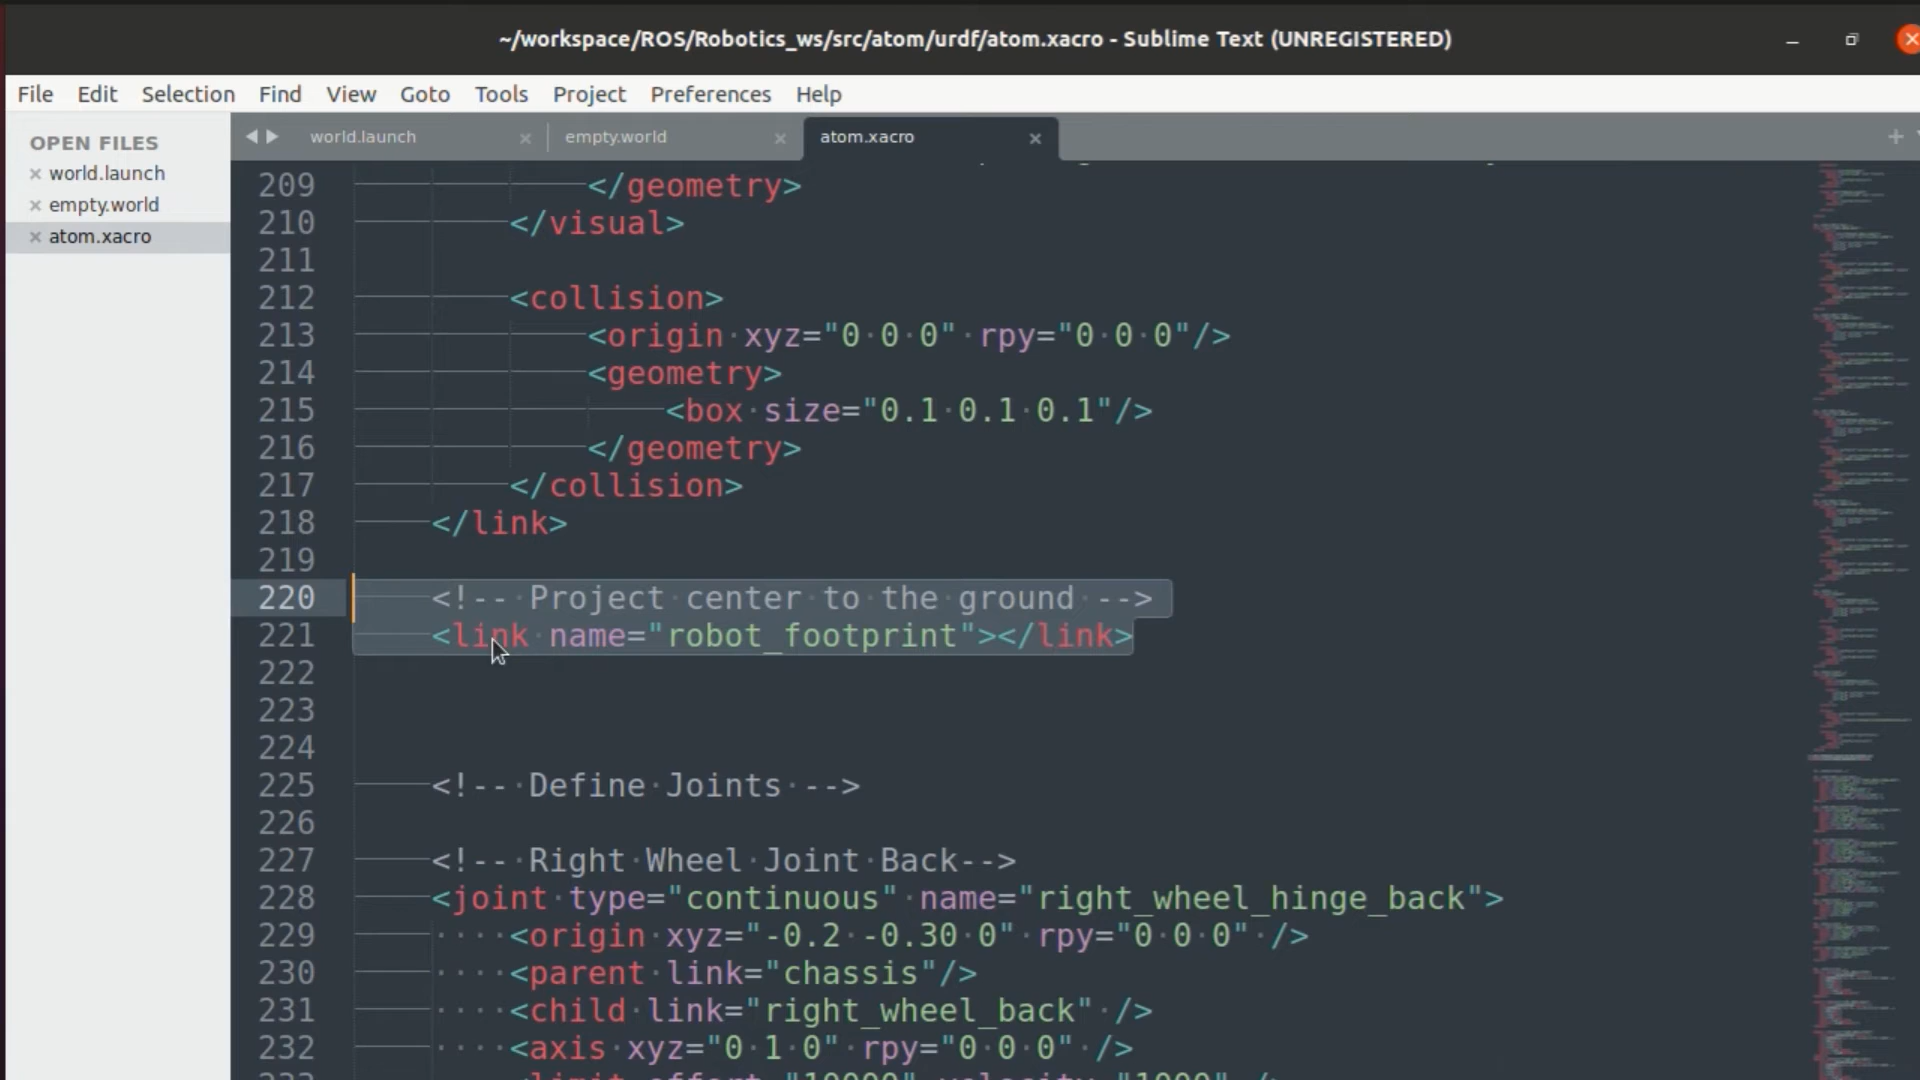 ~/workspace/ROS/Robotics_ws/src/atom/urdf/atom.xacro - Sublime Text (UNREGISTERED)
File Edit Selection Find View Goto Tools Project Preferences Help
OPEN FILES
world.launch
empty.world
atom.xacro
world.launch empty.world atom.xacro
209 </geometry>
210 </visual>
211
212 <collision>
213 <origin xyz="0 0 0" rpy="0 0 0"/>
214 <geometry>
215 <box size="0.1 0.1 0.1"/>
216 </geometry>
217 </collision>
218 </link>
219
220 <!-- Project center to the ground -->
221 <link name="robot_footprint"></link>
222
223
224
225 <!-- Define Joints -->
226
227 <!-- Right Wheel Joint Back-->
228 <joint type="continuous" name="right_wheel_hinge_back">
229 <origin xyz="-0.2 -0.30 0" rpy="0 0 0" />
230 <parent link="chassis"/>
231 <child link="right_wheel_back" />
232 <axis xyz="0 1 0" rpy="0 0 0" />